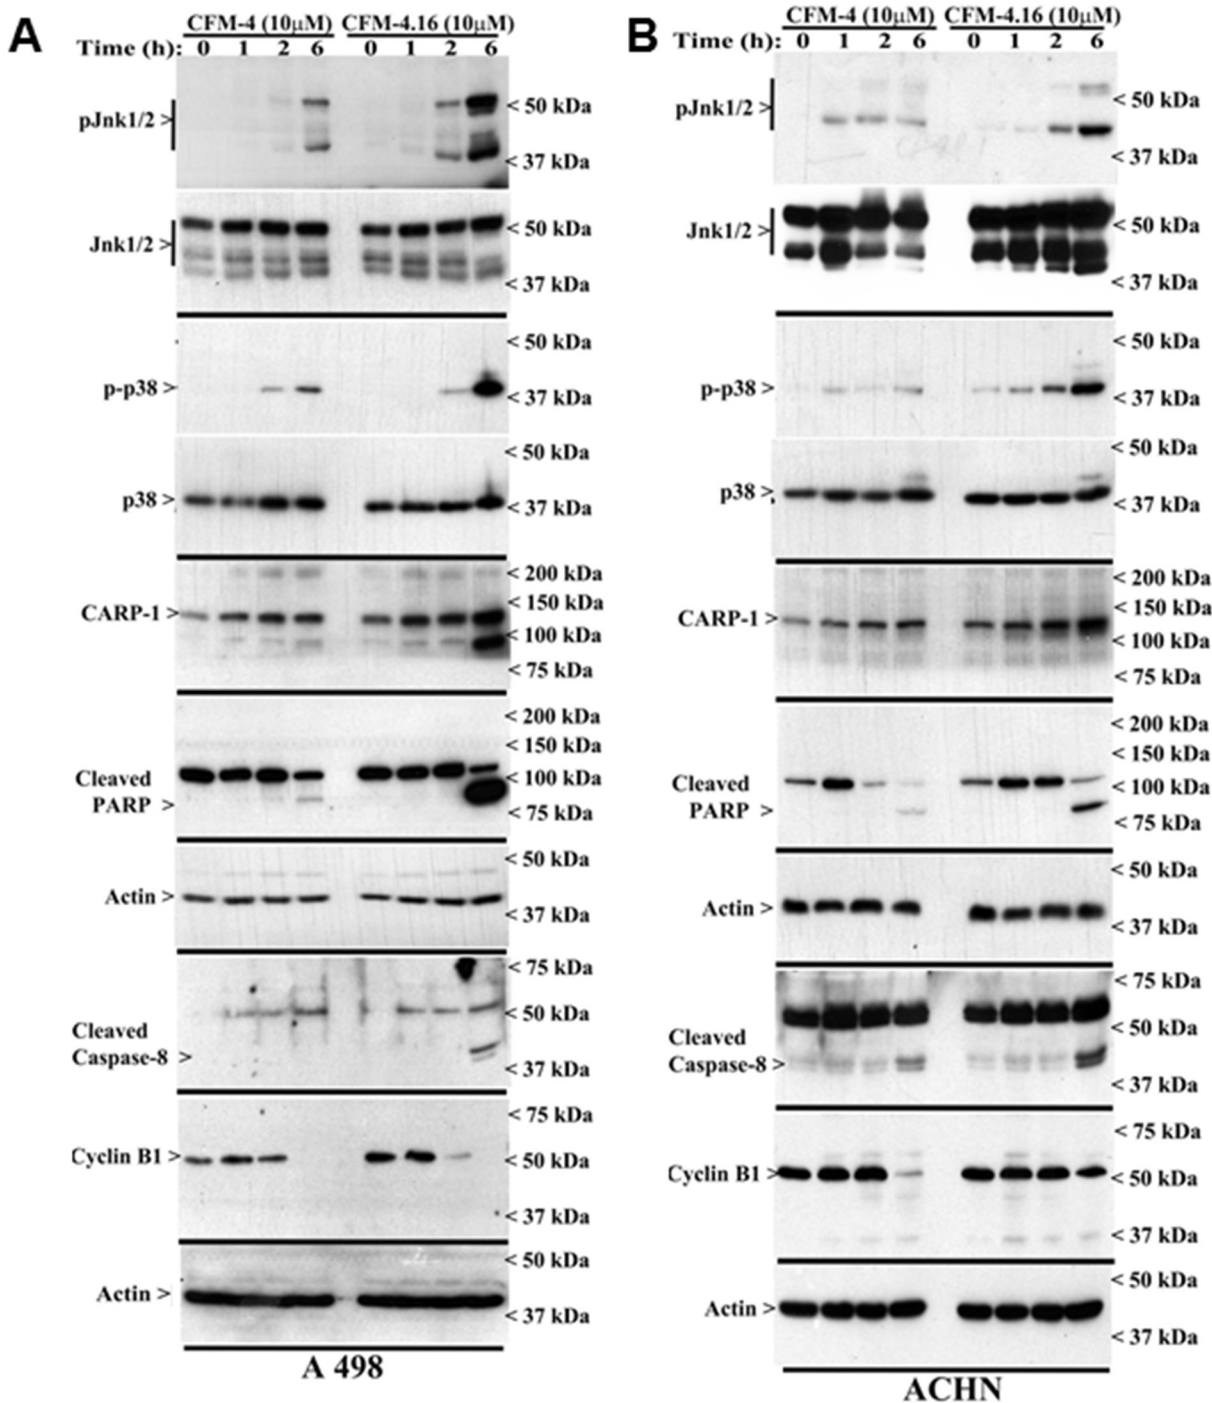 A
CFM-4 (10µM) CFM-4.16 (10µM)
Time (h): 0 1 2 6 0 1 2 6
pJnk1/2 >
< 50 kDa
< 37 kDa
Jnk1/2 >
< 50 kDa
< 37 kDa
p-p38 >
< 50 kDa
< 37 kDa
p38 >
< 50 kDa
< 37 kDa
CARP-1 >
< 200 kDa
< 150 kDa
< 100 kDa
< 75 kDa
Cleaved
PARP >
< 200 kDa
< 150 kDa
< 100 kDa
< 75 kDa
Actin >
< 50 kDa
< 37 kDa
Cleaved
Caspase-8 >
< 75 kDa
< 50 kDa
< 37 kDa
Cyclin B1 >
< 75 kDa
< 50 kDa
< 37 kDa
Actin >
< 50 kDa
< 37 kDa
A 498
B
CFM-4 (10µM) CFM-4.16 (10µM)
Time (h): 0 1 2 6 0 1 2 6
pJnk1/2 >
< 50 kDa
< 37 kDa
Jnk1/2 >
< 50 kDa
< 37 kDa
p-p38 >
< 50 kDa
< 37 kDa
p38 >
< 50 kDa
< 37 kDa
CARP-1 >
< 200 kDa
< 150 kDa
< 100 kDa
< 75 kDa
Cleaved
PARP >
< 200 kDa
< 150 kDa
< 100 kDa
< 75 kDa
Actin >
< 50 kDa
< 37 kDa
Cleaved
Caspase-8 >
< 75 kDa
< 50 kDa
< 37 kDa
Cyclin B1 >
< 75 kDa
< 50 kDa
< 37 kDa
Actin >
< 50 kDa
< 37 kDa
ACHN